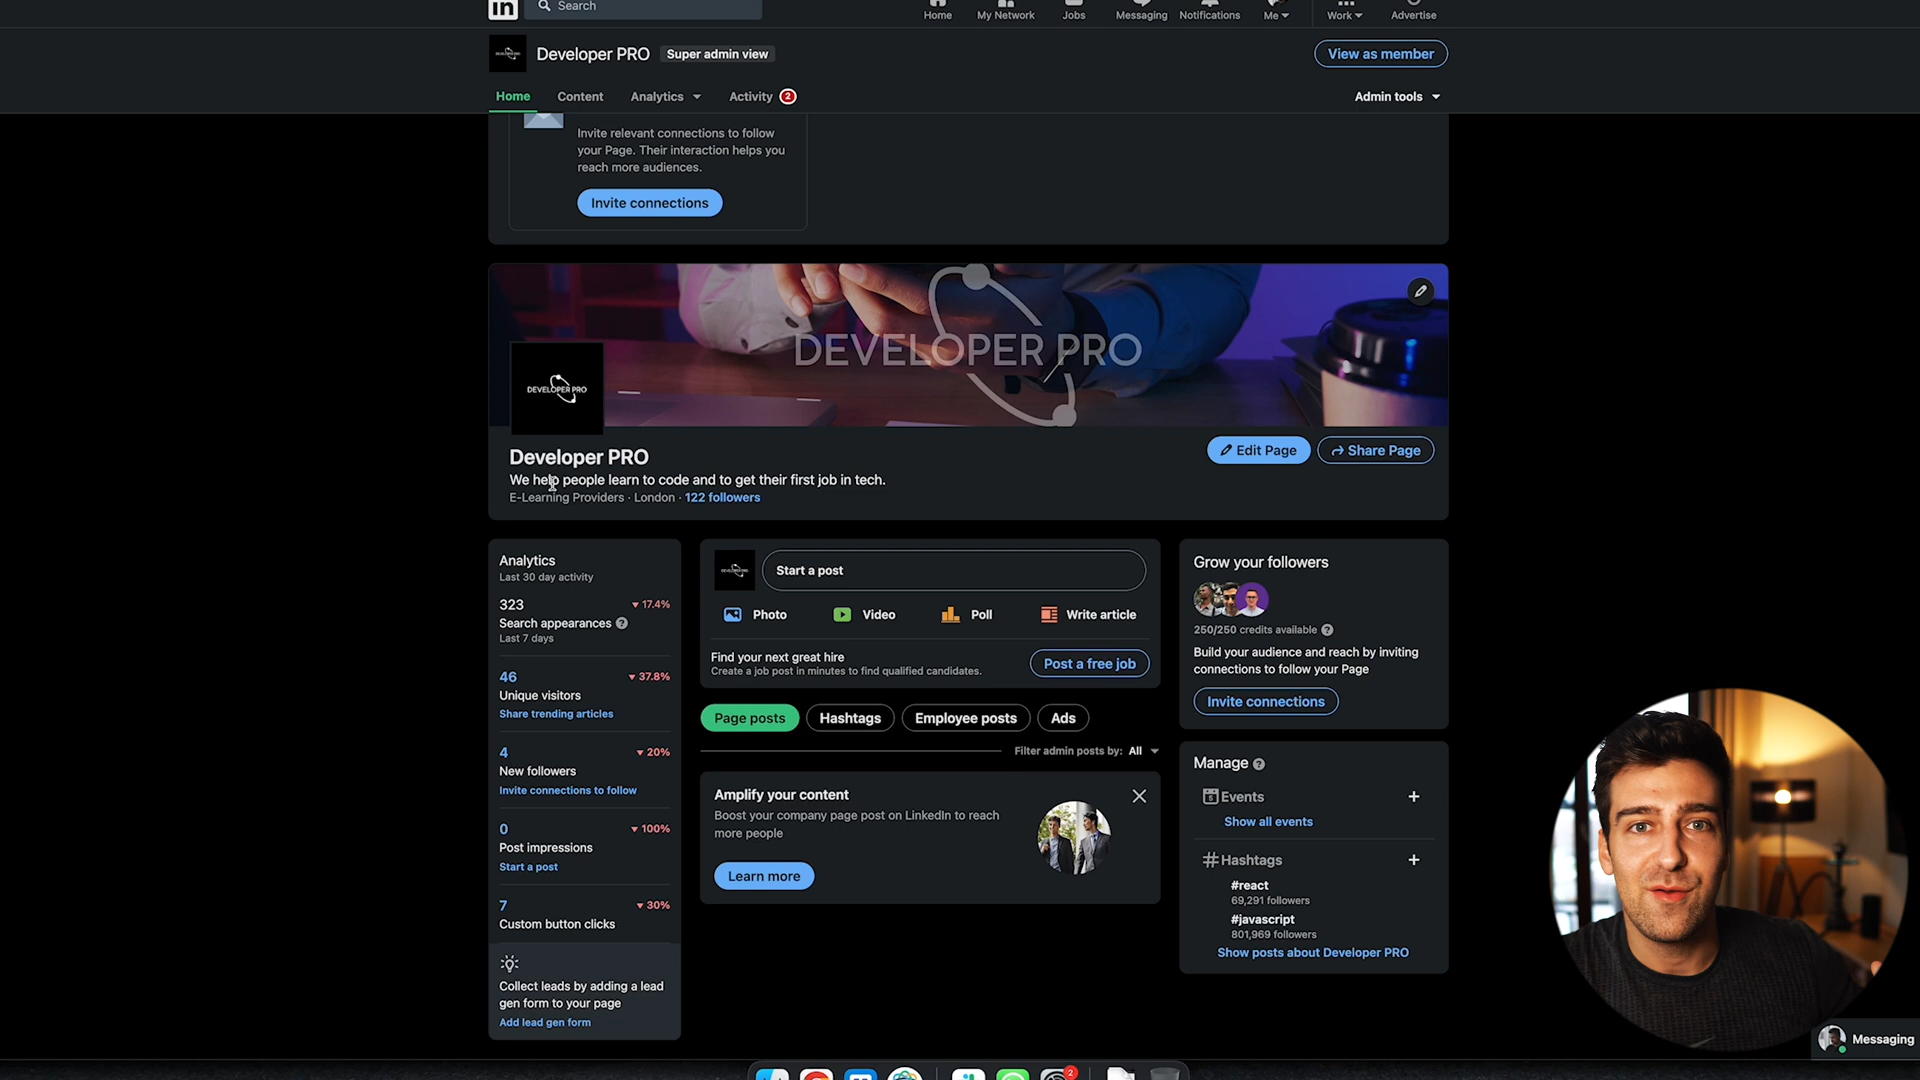 in
Search
Home
My Network
Jobs
Messaging
Notifications
Me
Work
Advertise
Developer PRO
Super admin view
View as member
Home
Content
Analytics
Activity
2
Admin tools
Invite relevant connections to follow
your Page. Their interaction helps you
reach more audiences.
Invite connections
DEVELOPER PRO
DEVELOPER PRO
Developer PRO
We help people learn to code and to get their first job in tech.
E-Learning Providers · London · 122 followers
Edit Page
Share Page
Analytics
Last 30 day activity
323
17.4%
Search appearances
Last 7 days
46
37.8%
Unique visitors
Share trending articles
4
20%
New followers
Invite connections to follow
0
100%
Post impressions
Start a post
7
30%
Custom button clicks
Collect leads by adding a lead
gen form to your page
Add lead gen form
Start a post
Photo
Video
Poll
Write article
Find your next great hire
Create a job post in minutes to find qualified candidates.
Post a free job
Page posts
Hashtags
Employee posts
Ads
Filter admin posts by: All
Amplify your content
Boost your company page post on LinkedIn to reach
more people
Learn more
Grow your followers
250/250 credits available
Build your audience and reach by inviting
connections to follow your Page
Invite connections
Manage
Events
Show all events
Hashtags
#react
69,291 followers
#javascript
801,969 followers
Show posts about Developer PRO
Messaging
2